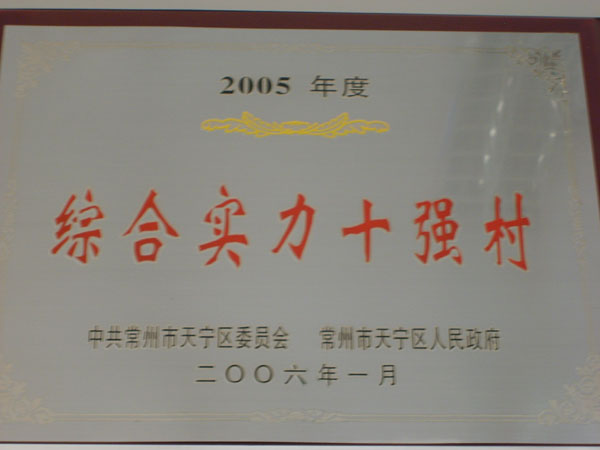 2005 年度
综合实力十强村
中共常州市天宁区委员会 常州市天宁区人民政府
二〇〇六年一月